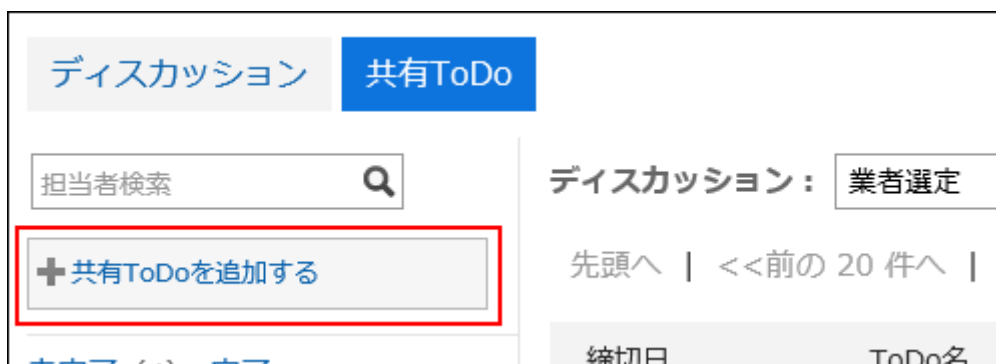 ディスカッション 共有ToDo
担当者検索
ディスカッション： 業者選定
共有ToDoを追加する
先頭へ | <<前の 20 件へ |
締切日 ToDo名